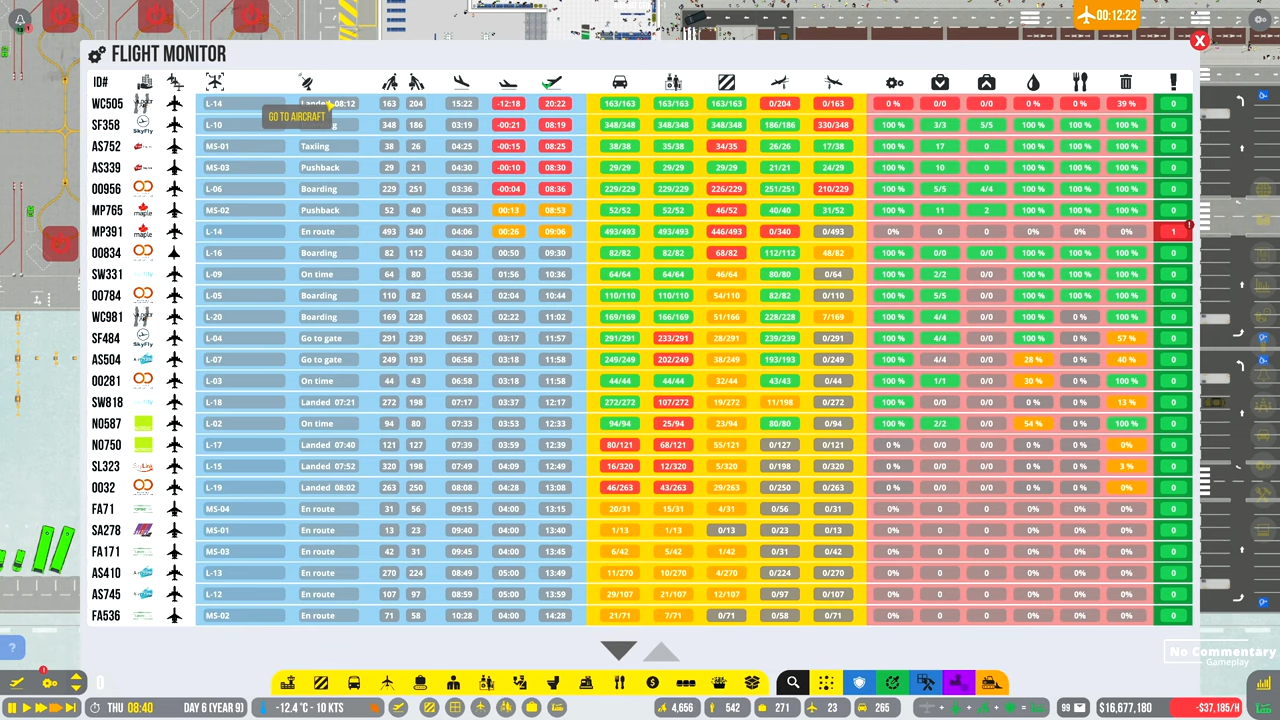 00:12:22
FLIGHT MONITOR
ID#
WC505 L-14 Landed 08:12 163 204 15:22 -12:18 20:22 163/163 163/163 163/163 0/204 0/163 0 % 0/0 0/0 0 % 0 % 39 % 0
GO TO AIRCRAFT
SF358 SKYFLY L-10 348 186 03:19 -00:21 08:19 348/348 348/348 348/348 186/186 330/348 100 % 3/3 5/5 100 % 100 % 100 % 0
AS752 MS-01 Taxiing 38 26 04:25 -00:15 08:25 38/38 35/38 34/35 26/26 17/38 100 % 17 0 100 % 100 % 100 % 0
AS339 MS-03 Pushback 29 21 04:30 -00:10 08:30 29/29 29/29 29/29 21/21 24/29 100 % 10 0 100 % 100 % 100 % 0
OO956 L-06 Boarding 229 251 03:36 -00:04 08:36 229/229 229/229 226/229 251/251 210/229 100 % 5/5 4/4 100 % 100 % 100 % 0
MP765 maple MS-02 Pushback 52 40 04:53 00:13 08:53 52/52 52/52 46/52 40/40 31/52 100 % 11 2 100 % 100 % 100 % 0
MP391 maple L-14 En route 493 340 04:06 00:26 09:06 493/493 493/493 446/493 0/340 0/493 0% 0/0 0/0 0% 0% 0% 1
OO834 L-16 Boarding 82 112 04:30 00:50 09:30 82/82 82/82 68/82 112/112 48/82 100 % 0/0 0/0 100 % 100 % 100 % 0
SW331 L-09 On time 64 80 05:36 01:56 10:36 64/64 64/64 46/64 80/80 0/64 100 % 2/2 0/0 100 % 100 % 100 % 0
OO784 L-05 Boarding 110 82 05:44 02:04 10:44 110/110 110/110 54/110 82/82 0/110 100 % 5/5 0/0 100 % 100 % 100 % 0
WC981 L-20 Boarding 169 228 06:02 02:22 11:02 169/169 166/169 51/166 228/228 7/169 100 % 4/4 0/0 100 % 100 % 100 % 0
SF484 SKYFLY L-04 Go to gate 291 239 06:57 03:17 11:57 291/291 233/291 28/291 239/239 0/291 100 % 4/4 0/0 100 % 0 % 57 % 0
AS504 L-07 Go to gate 249 193 06:58 03:18 11:58 249/249 202/249 38/249 193/193 0/249 100 % 4/4 0/0 28 % 0 % 40 % 0
OO281 L-03 On time 44 43 06:58 03:18 11:58 44/44 44/44 32/44 43/43 0/44 100 % 1/1 0/0 30 % 0 % 100 % 0
SW818 L-18 Landed 07:21 272 198 07:17 03:37 12:17 272/272 107/272 19/272 11/198 0/272 100 % 0/0 0/0 0 % 0 % 13 % 0
NO587 L-02 On time 94 80 07:39 03:53 12:33 94/94 25/94 23/94 80/80 0/94 100 % 2/2 0/0 54 % 0 % 100 % 0
NO750 L-17 Landed 07:40 121 127 07:39 03:59 12:39 80/121 68/121 55/121 0/127 0/121 0 % 0/0 0/0 0 % 0 % 0% 0
SL323 L-15 Landed 07:52 320 198 07:49 04:09 12:49 16/320 12/320 5/320 0/198 0/320 0 % 0/0 0/0 0 % 0 % 3 % 0
OO32 L-19 Landed 08:02 263 250 08:08 04:28 13:08 46/263 43/263 29/263 0/250 0/263 0 % 0/0 0/0 0 % 0 % 0% 0
FA71 MS-04 En route 31 56 09:15 04:00 13:15 20/31 15/31 4/31 0/56 0/31 0% 0 0 0% 0% 0% 0
SA278 MS-01 En route 13 23 09:40 04:00 13:40 1/13 1/13 0/13 0/23 0/13 0% 0 0 0% 0% 0% 0
FA171 MS-03 En route 42 31 09:45 04:00 13:45 6/42 5/42 1/42 0/31 0/42 0% 0 0 0% 0% 0% 0
AS410 L-13 En route 270 224 08:49 05:00 13:49 11/270 10/270 4/270 0/224 0/270 0% 0/0 0/0 0% 0% 0% 0
AS745 L-12 En route 107 97 08:59 05:00 13:59 29/107 21/107 12/107 0/97 0/107 0% 0/0 0/0 0% 0% 0% 0
FA536 MS-02 En route 71 58 10:28 04:00 14:28 21/71 7/71 0/71 0/58 0/71 0% 0 0 0% 0% 0% 0
No Commentary
Gameplay
THU 08:40 DAY 6 (YEAR 9) -12.4°C - 10 KTS 4,656 542 271 23 265 99 $16,677,180 -$37,185/H